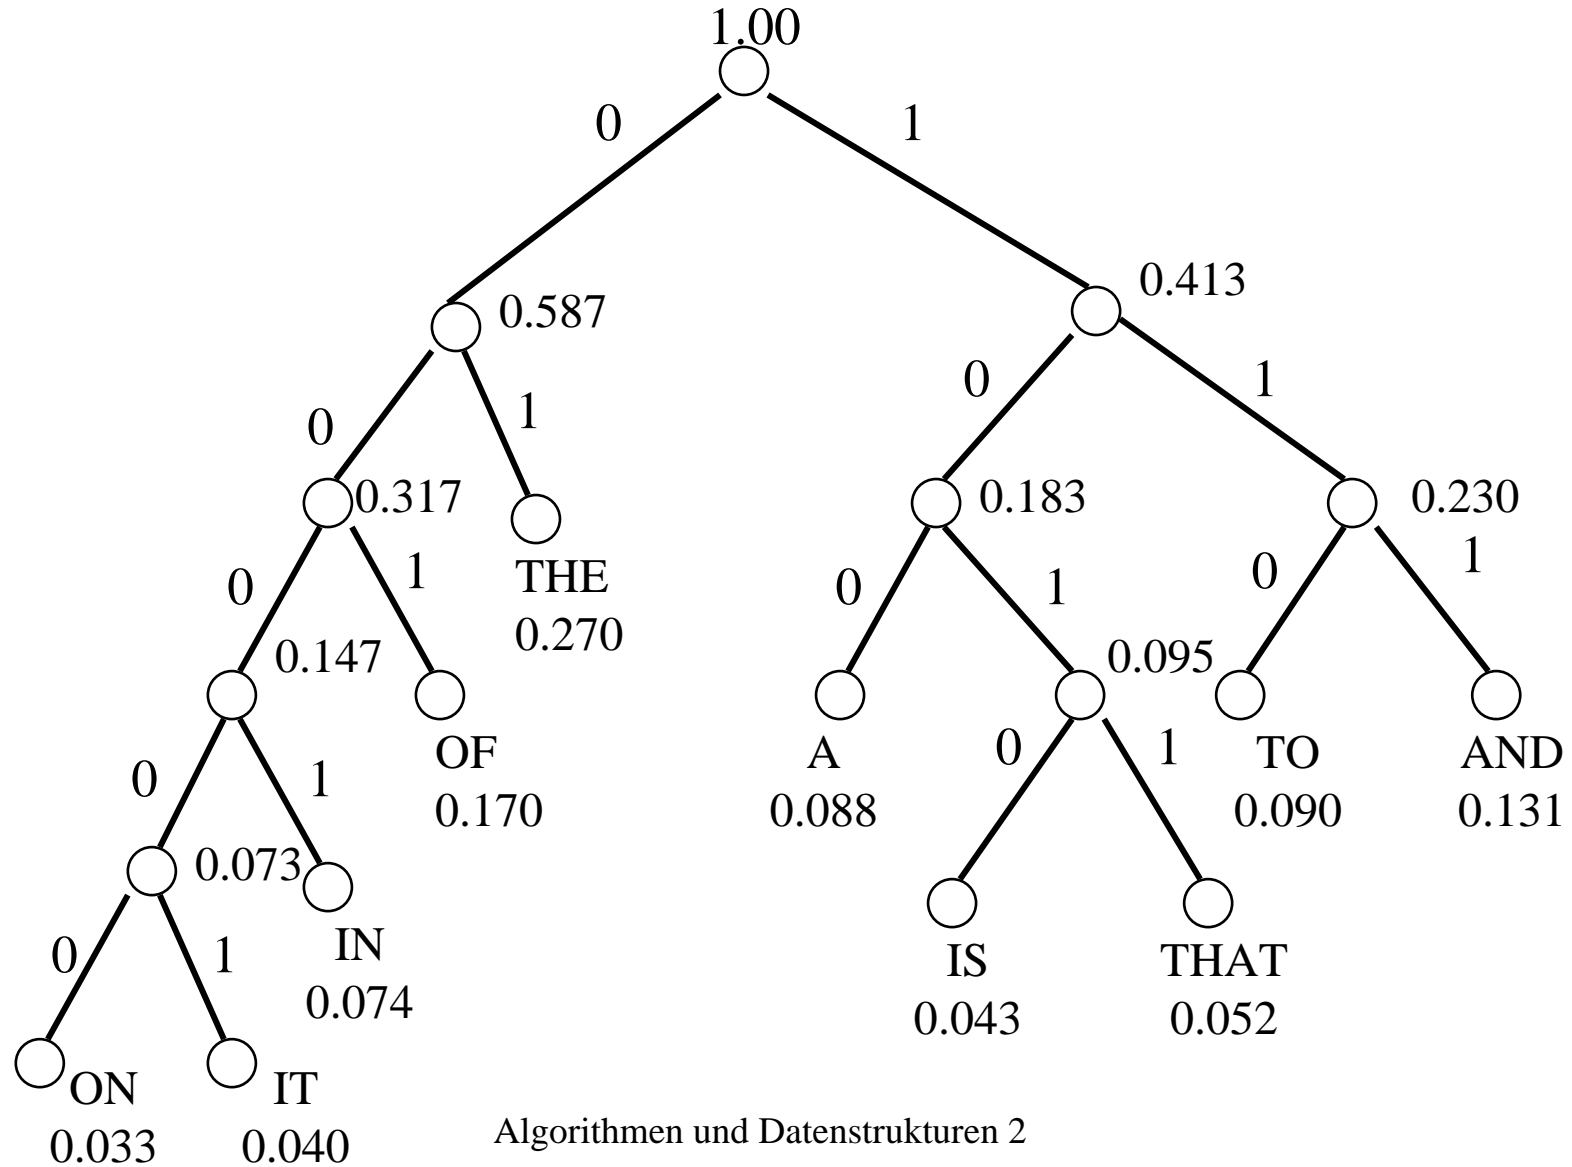 1.00
0 1
0.587 0.413
0 1 0 1
0.317 0.183 0.230
0 1 THE 0 1 0 1
0.270
0.147 0.095
OF A TO AND
0 1 0 1
0.170 0.088 0.090 0.131
0.073
IN IS THAT
0 1
0.074 0.043 0.052
ON IT
0.033 0.040
Algorithmen und Datenstrukturen 2